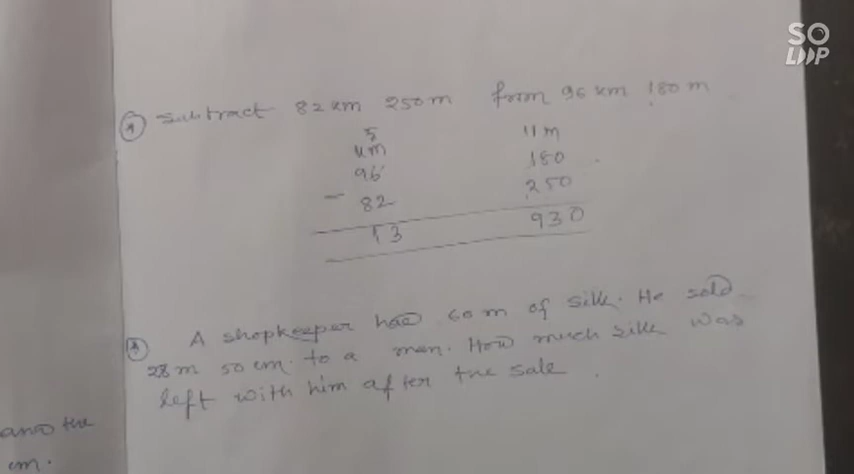 SO
LOOP
Subtract 82 km 250 m from 96 km 180 m
5 11 m
km 180
96 250
- 82
13 930
A shopkeeper had 60 m of silk. He sold
28 m 50 cm. to a man. How much silk was
left with him after the sale.
and the
cm.